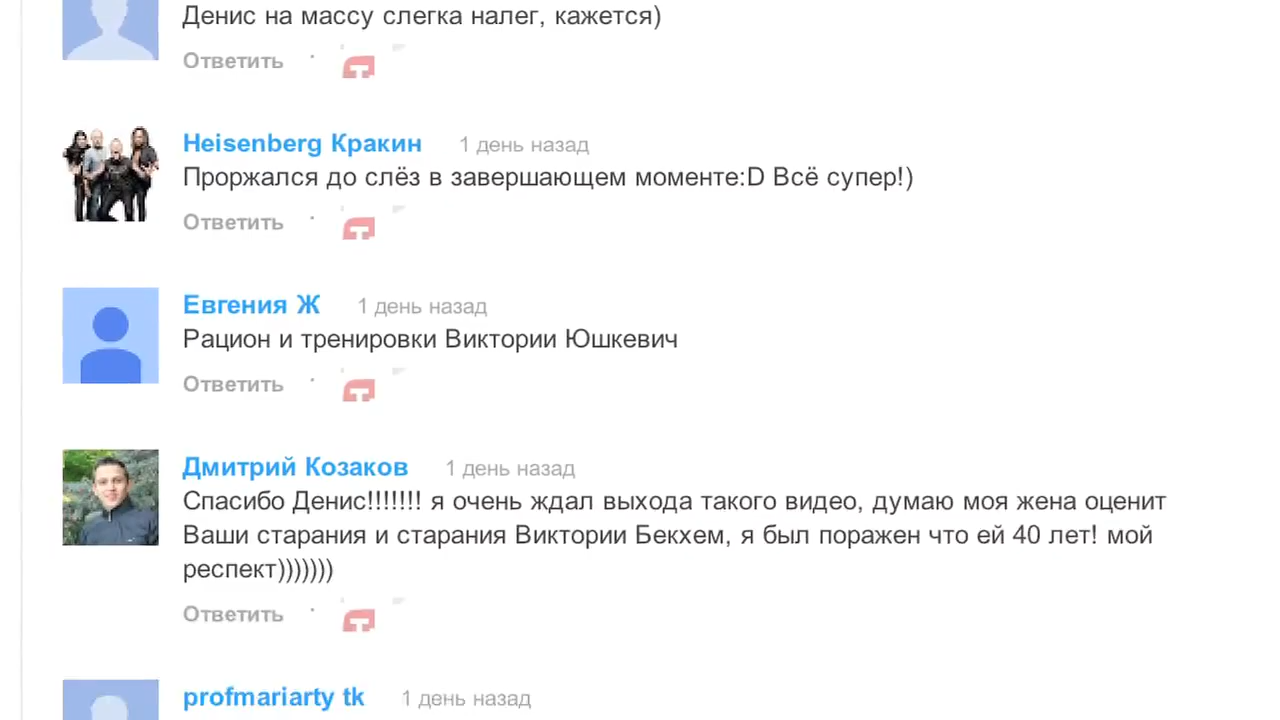 Денис на массу слегка налег, кажется)
Ответить ·
Heisenberg Кракин 1 день назад
Проржался до слёз в завершающем моменте:D Всё супер!)
Ответить ·
Евгения Ж 1 день назад
Рацион и тренировки Виктории Юшкевич
Ответить ·
Дмитрий Козаков 1 день назад
Спасибо Денис!!!!!!! я очень ждал выхода такого видео, думаю моя жена оценит
Ваши старания и старания Виктории Бекхем, я был поражен что ей 40 лет! мой
респект)))))))
Ответить ·
profmariarty tk 1 день назад